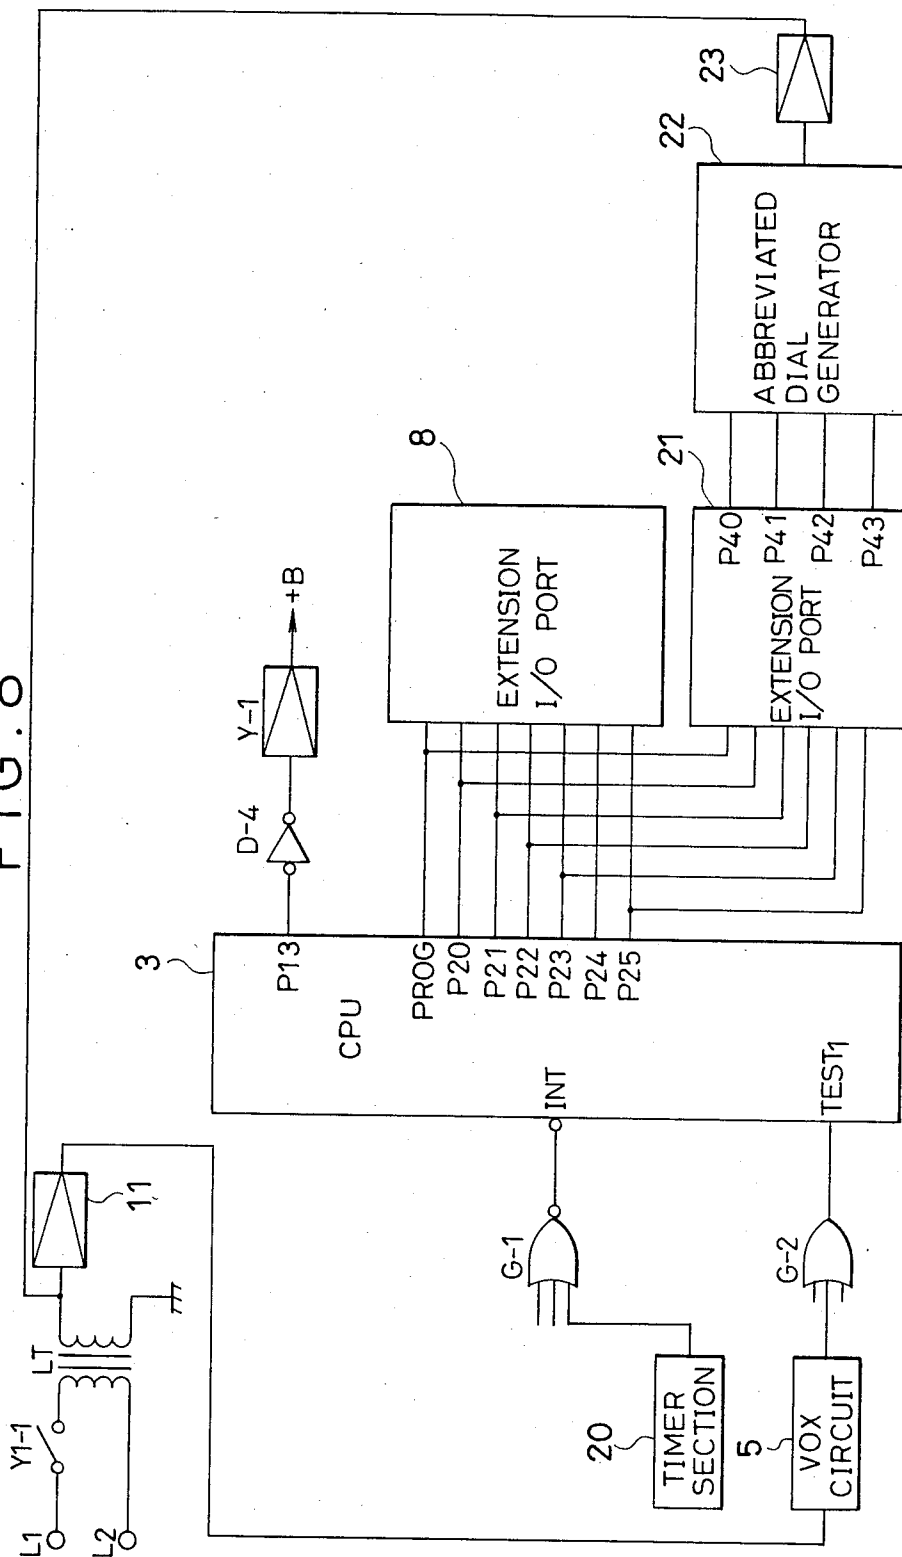 FIG.
L1
L2
Y1-1
LT
11
3
CPU
P13
D-4
Y-1
+B
PROG
P20
P21
P22
P23
P24
P25
INT
TEST1
G-1
G-2
20
TIMER
SECTION
5
VOX
CIRCUIT
8
EXTENSION
I/O PORT
21
EXTENSION
I/O PORT
P40
P41
P42
P43
22
ABBREVIATED
DIAL
GENERATOR
23